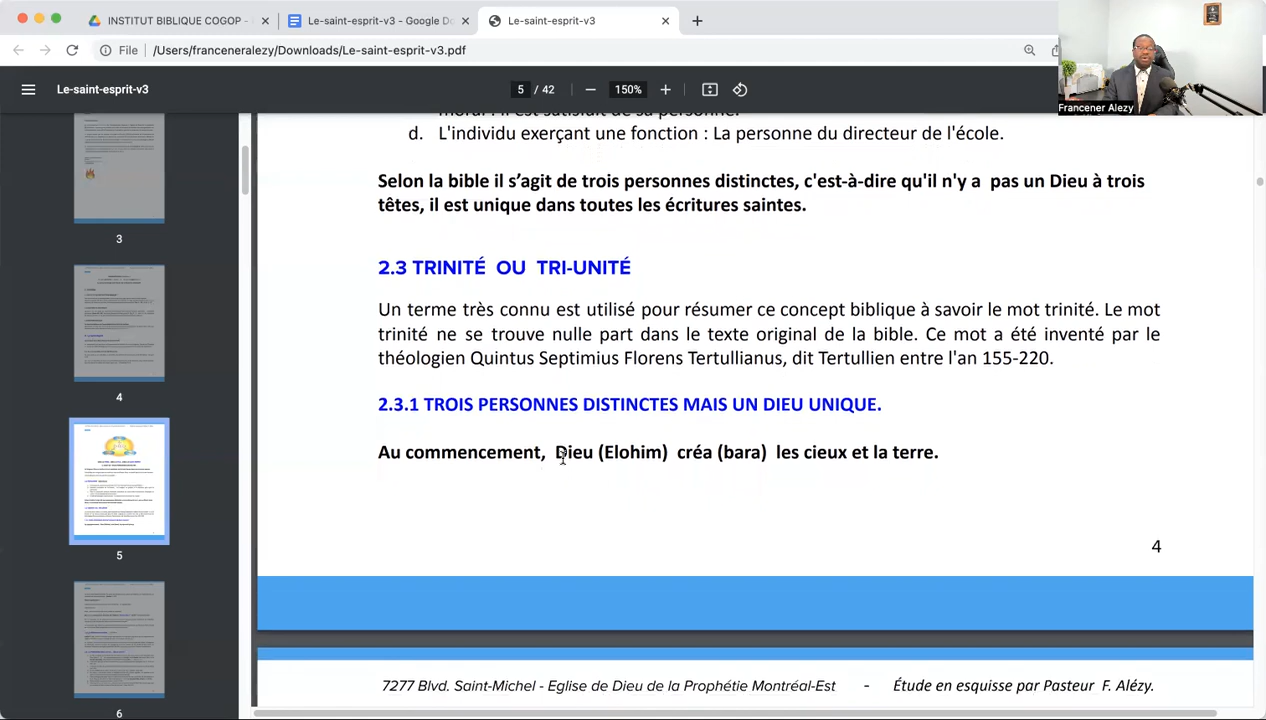 INSTITUT BIBLIQUE COGOP -
Le-saint-esprit-v3 - Google Do
Le-saint-esprit-v3
File /Users/franceneralezy/Downloads/Le-saint-esprit-v3.pdf
Le-saint-esprit-v3
5 / 42
150%
Francener Alezy
moral : il est satisfait de sa personne.
d. L'individu exerçant une fonction : La personne du directeur de l'école.
Selon la bible il s’agit de trois personnes distinctes, c'est-à-dire qu'il n'y a pas un Dieu à trois
têtes, il est unique dans toutes les écritures saintes.
2.3 TRINITÉ OU TRI-UNITÉ
Un terme très connu est utilisé pour résumer ce concept biblique à savoir le mot trinité. Le mot
trinité ne se trouve nulle part dans le texte original de la bible. Ce mot a été inventé par le
théologien Quintus Septimius Florens Tertullianus, dit Tertullien entre l'an 155-220.
2.3.1 TROIS PERSONNES DISTINCTES MAIS UN DIEU UNIQUE.
Au commencement, Dieu (Elohim) créa (bara) les cieux et la terre.
4
7277 Blvd. Saint-Michel - Eglise de Dieu de la Prophétie Montréal-Est - Étude en esquisse par Pasteur F. Alézy.
3
4
5
6